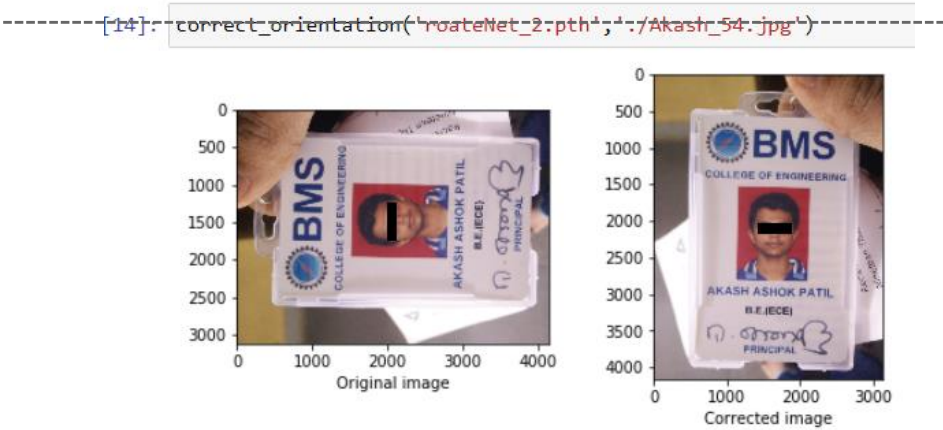 [14]: correct_orientation('roateNet_2.pth','./Akash_54.jpg')
0
500
1000
1500
2000
2500
3000
0 1000 2000 3000 4000
Original image
BMS
COLLEGE OF ENGINEERING
AKASH ASHOK PATIL
B.E.(ECE)
PRINCIPAL
0
500
1000
1500
2000
2500
3000
3500
4000
0 1000 2000 3000
Corrected image
BMS
COLLEGE OF ENGINEERING
AKASH ASHOK PATIL
B.E.(ECE)
PRINCIPAL